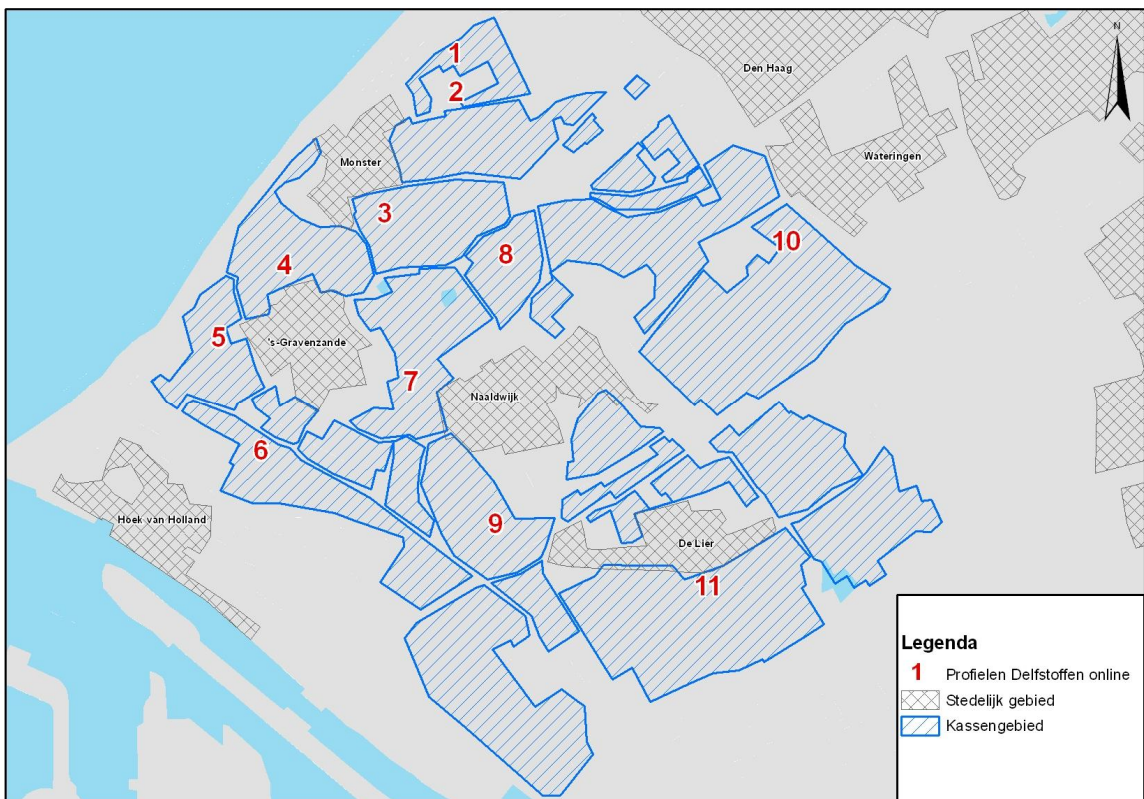 1
N
Den Haag
2
Wateringen
Monster
3
10
8
4
5
's-Gravenzande
7
Naaldwijk
6
Hoek van Holland
9
De Lier
11
Legenda
1 Profielen Delfstoffen online
Stedelijk gebied
Kassengebied